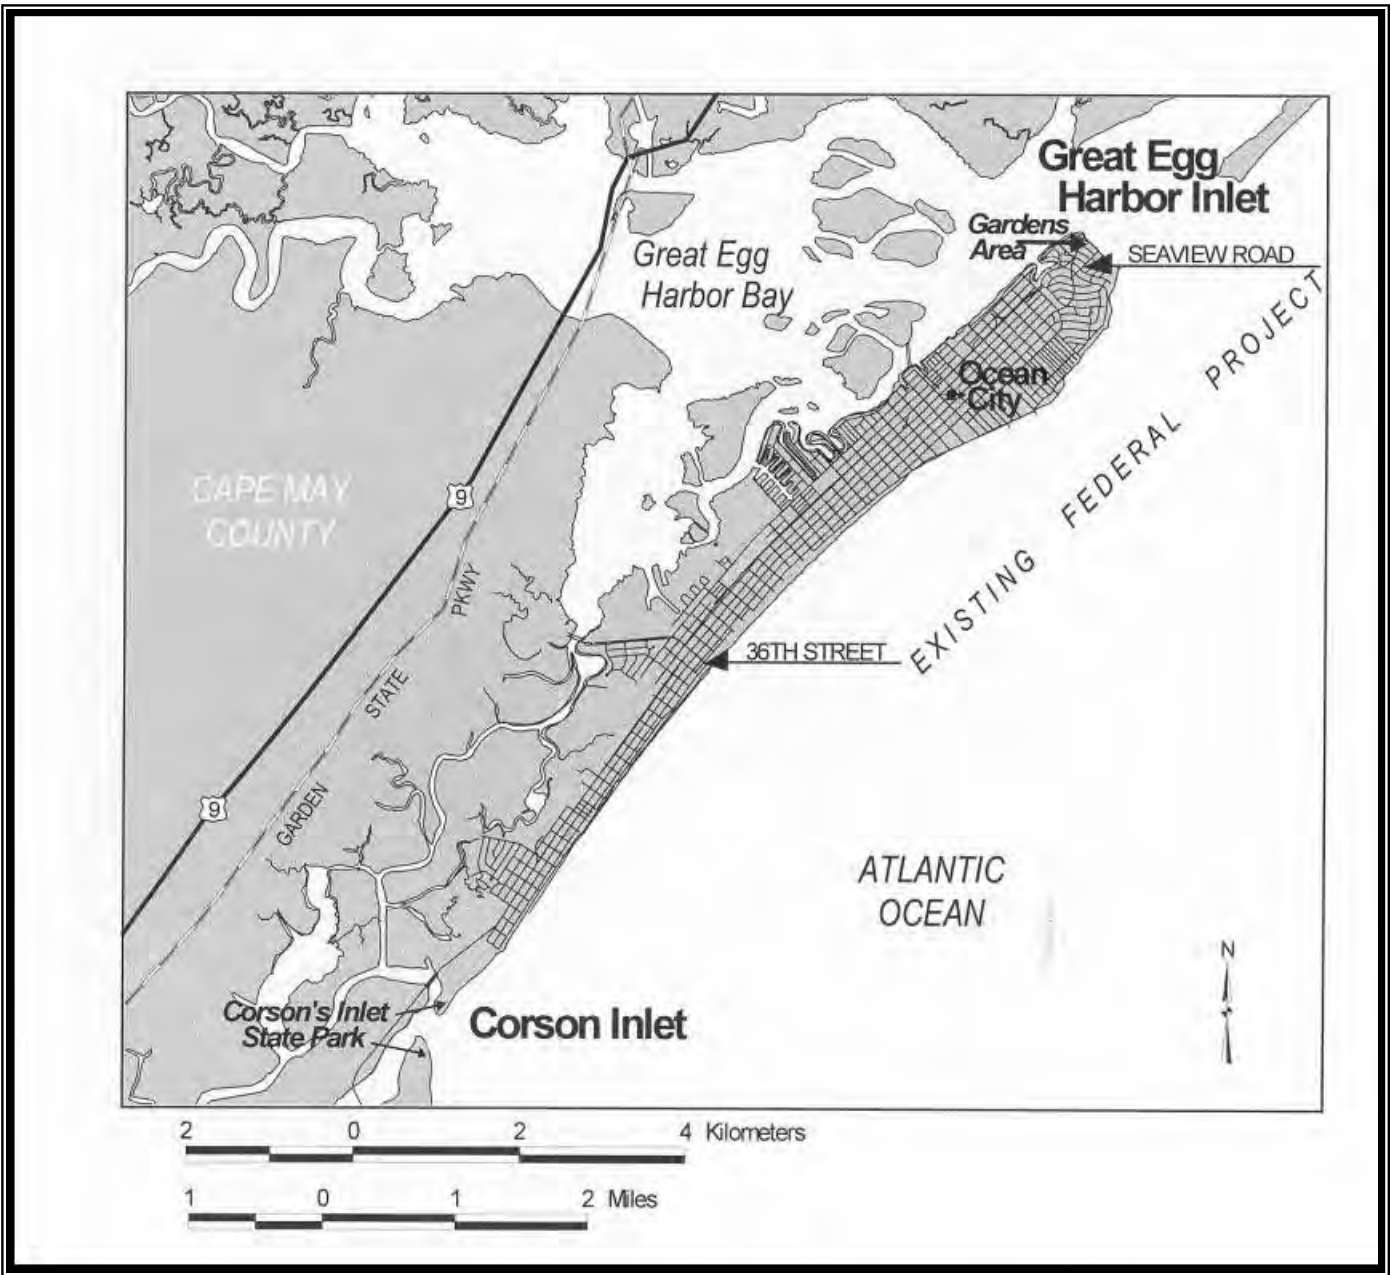 Great Egg
Harbor Inlet
Gardens
Area
SEAVIEW ROAD
Great Egg
Harbor Bay
EXISTING FEDERAL PROJECT
Ocean
City
CAPE MAY
COUNTY
9
PKWY
STATE
GARDEN
36TH STREET
9
ATLANTIC
OCEAN
N
Corson's Inlet
State Park
Corson Inlet
2 0 2 4 Kilometers
1 0 1 2 Miles